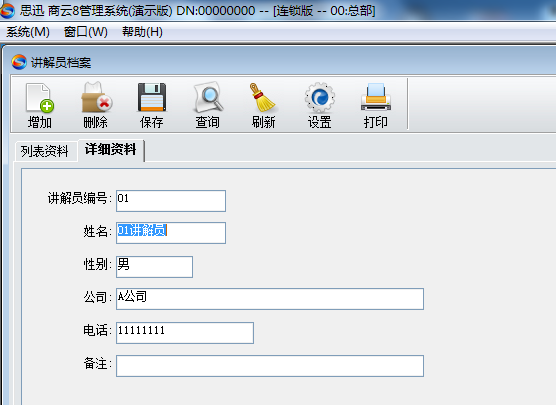 思迅 商云8管理系统(演示版) DN:00000000 -- [连锁版 -- 00:总部]
系统(M) 窗口(W) 帮助(H)
讲解员档案
增加 删除 保存 查询 刷新 设置 打印
列表资料 详细资料
讲解员编号: 01
姓名: 01讲解员
性别: 男
公司: A公司
电话: 11111111
备注: